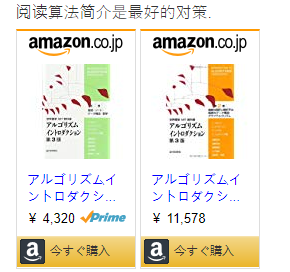 阅读算法简介是最好的对策.
amazon.co.jp
アルゴリズム
イントロダクション
第3版
アルゴリズムイ
ントロダクシ...
¥ 4,320 Prime
a 今すぐ購入
amazon.co.jp
アルゴリズム
イントロダクション
第3版
アルゴリズムイ
ントロダクシ...
¥ 11,578
a 今すぐ購入